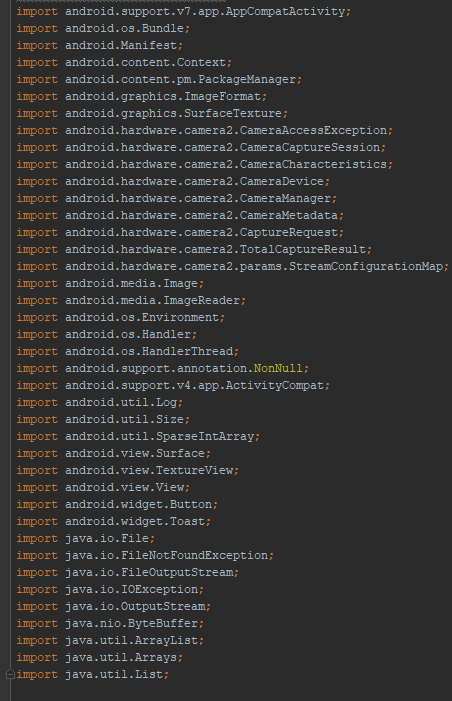 import android.support.v7.app.AppCompatActivity;
import android.os.Bundle;
import android.Manifest;
import android.content.Context;
import android.content.pm.PackageManager;
import android.graphics.ImageFormat;
import android.graphics.SurfaceTexture;
import android.hardware.camera2.CameraAccessException;
import android.hardware.camera2.CameraCaptureSession;
import android.hardware.camera2.CameraCharacteristics;
import android.hardware.camera2.CameraDevice;
import android.hardware.camera2.CameraManager;
import android.hardware.camera2.CameraMetadata;
import android.hardware.camera2.CaptureRequest;
import android.hardware.camera2.TotalCaptureResult;
import android.hardware.camera2.params.StreamConfigurationMap;
import android.media.Image;
import android.media.ImageReader;
import android.os.Environment;
import android.os.Handler;
import android.os.HandlerThread;
import android.support.annotation.NonNull;
import android.support.v4.app.ActivityCompat;
import android.util.Log;
import android.util.Size;
import android.util.SparseIntArray;
import android.view.Surface;
import android.view.TextureView;
import android.view.View;
import android.widget.Button;
import android.widget.Toast;
import java.io.File;
import java.io.FileNotFoundException;
import java.io.FileOutputStream;
import java.io.IOException;
import java.io.OutputStream;
import java.nio.ByteBuffer;
import java.util.ArrayList;
import java.util.Arrays;
import java.util.List;